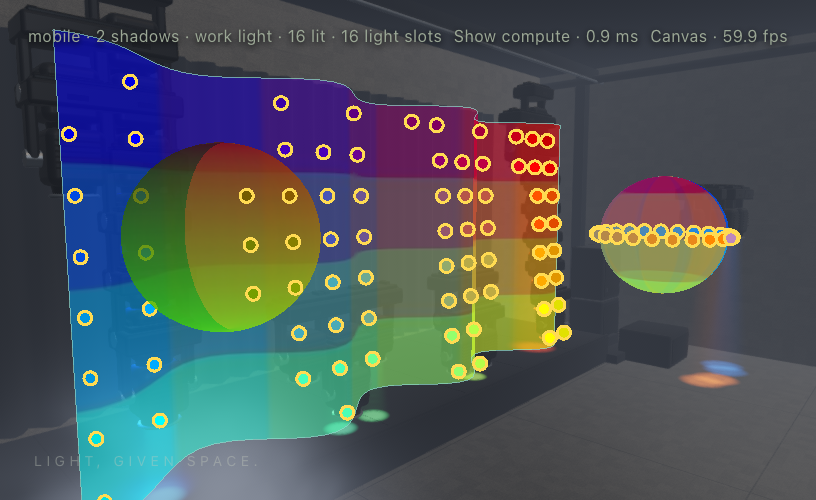 mobile · 2 shadows · work light · 16 lit · 16 light slots Show compute · 0.9 ms Canvas · 59.9 fps
LIGHT, GIVEN SPACE.